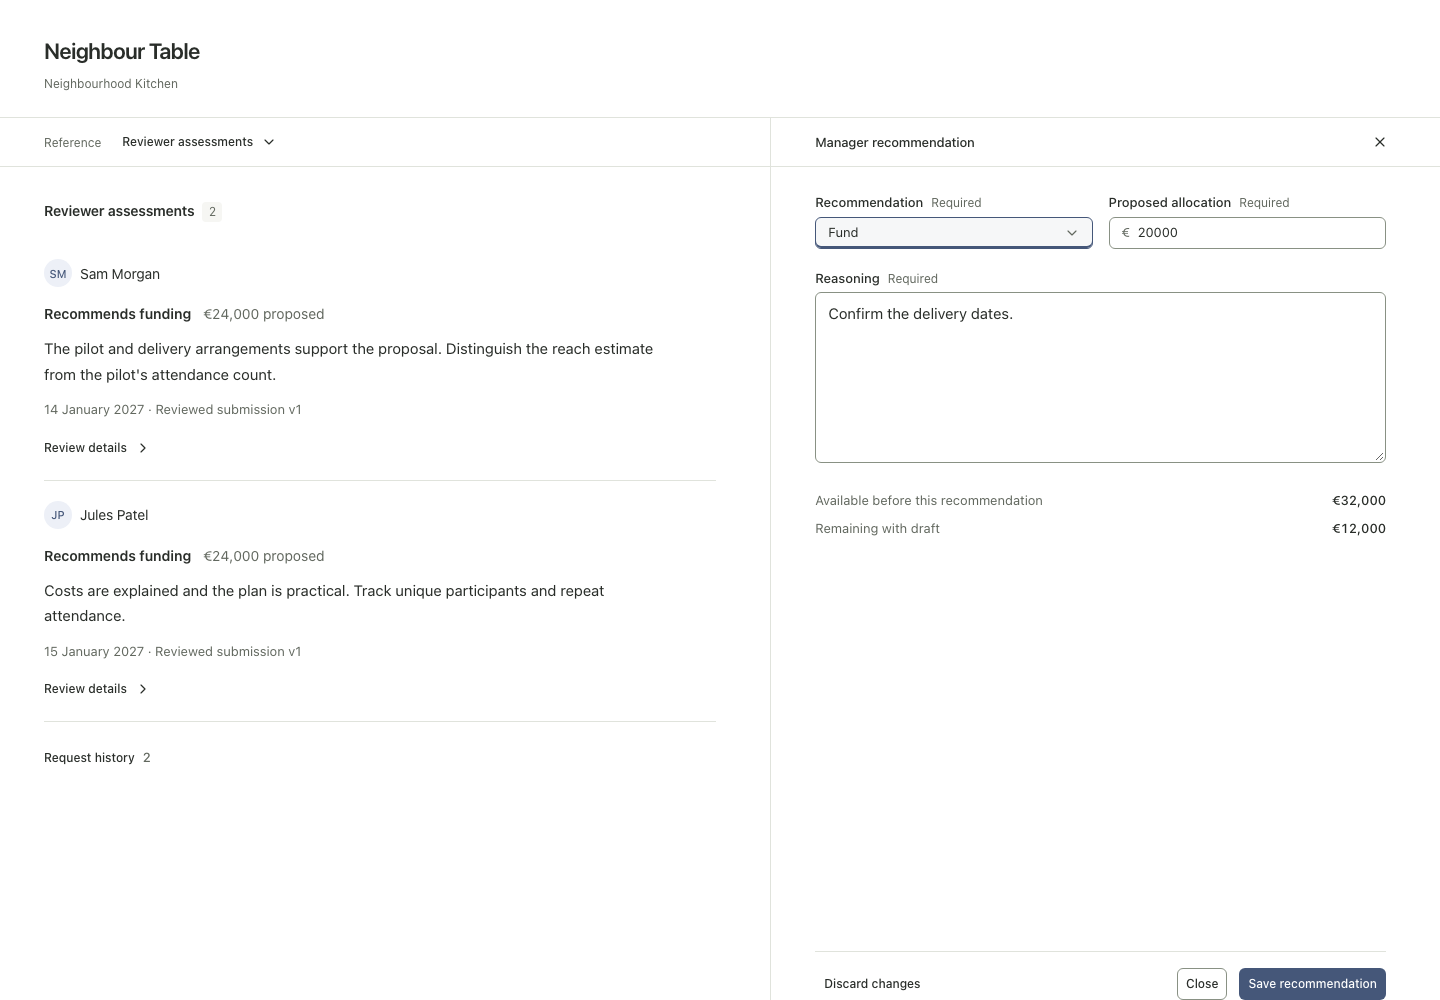 Neighbour Table
Neighbourhood Kitchen
Reference Reviewer assessments
Reviewer assessments 2
SM Sam Morgan
Recommends funding €24,000 proposed
The pilot and delivery arrangements support the proposal. Distinguish the reach estimate
from the pilot's attendance count.
14 January 2027 · Reviewed submission v1
Review details
JP Jules Patel
Recommends funding €24,000 proposed
Costs are explained and the plan is practical. Track unique participants and repeat
attendance.
15 January 2027 · Reviewed submission v1
Review details
Request history 2
Manager recommendation
Recommendation Required Proposed allocation Required
Fund € 20000
Reasoning Required
Confirm the delivery dates.
Available before this recommendation €32,000
Remaining with draft €12,000
Discard changes Close Save recommendation